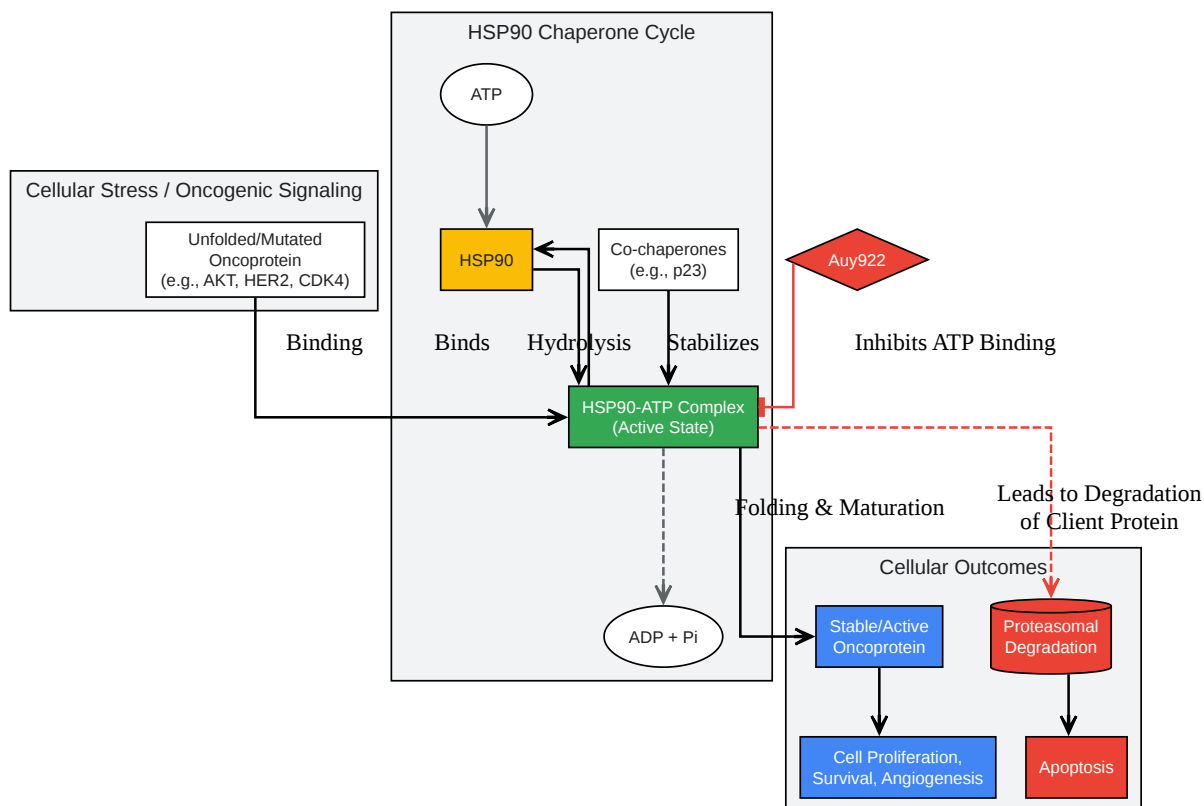 HSP90 Chaperone Cycle
ATP
Cellular Stress / Oncogenic Signaling
Unfolded/Mutated
Oncoprotein
(e.g., AKT, HER2, CDK4)
HSP90
Co-chaperones
(e.g., p23)
Auy922
Binding
Binds
Hydrolysis
Stabilizes
Inhibits ATP Binding
HSP90-ATP Complex
(Active State)
Folding & Maturation
Leads to Degradation
of Client Protein
Cellular Outcomes
ADP + Pi
Stable/Active
Oncoprotein
Proteasomal
Degradation
Cell Proliferation,
Survival, Angiogenesis
Apoptosis